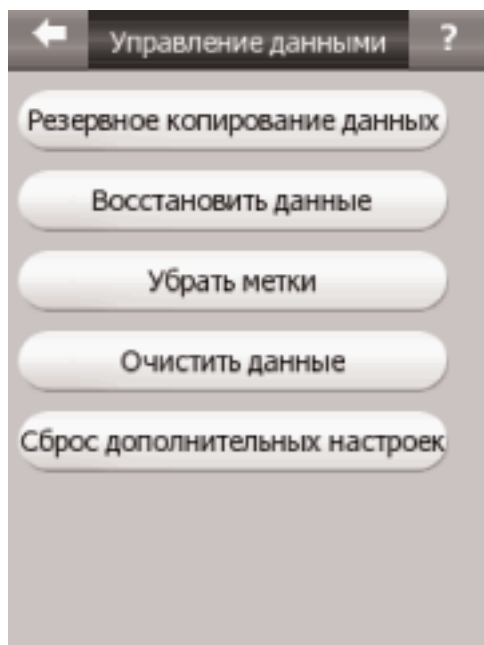 Управление данными ?
Резервное копирование данных
Восстановить данные
Убрать метки
Очистить данные
Сброс дополнительных настроек